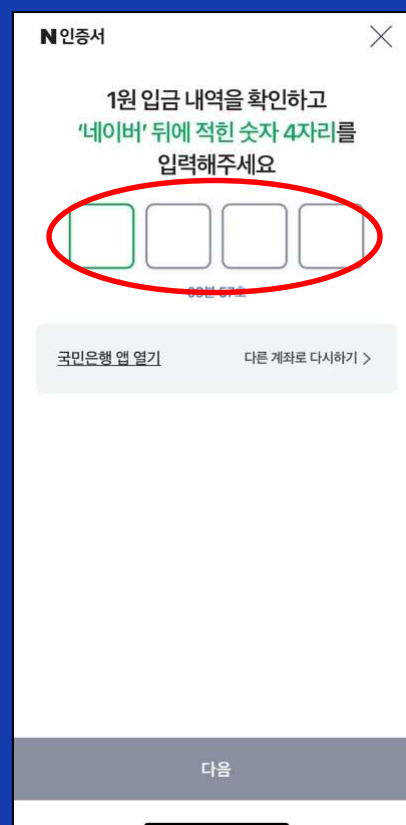 N인증서
1원 입금 내역을 확인하고
‘네이버’ 뒤에 적힌 숫자 4자리를
입력해주세요
국민은행 앱 열기
다른 계좌로 다시하기 >
다음